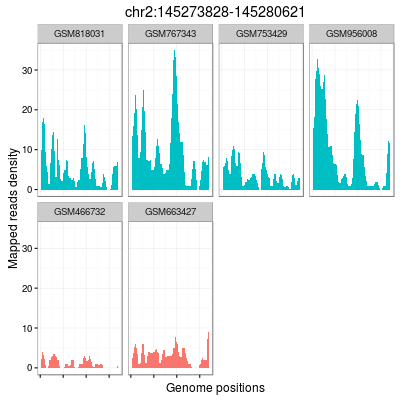 chr2:145273828-145280621
GSM818031 GSM767343 GSM753429 GSM956008
30
20
10
0
GSM466732 GSM663427
30
20
10
0
Mapped reads density
Genome positions